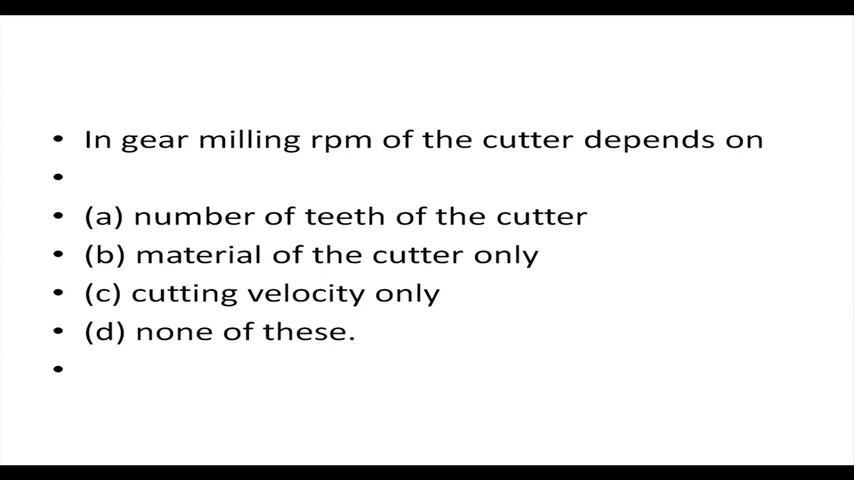 • In gear milling rpm of the cutter depends on
•
• (a) number of teeth of the cutter
• (b) material of the cutter only
• (c) cutting velocity only
• (d) none of these.
•